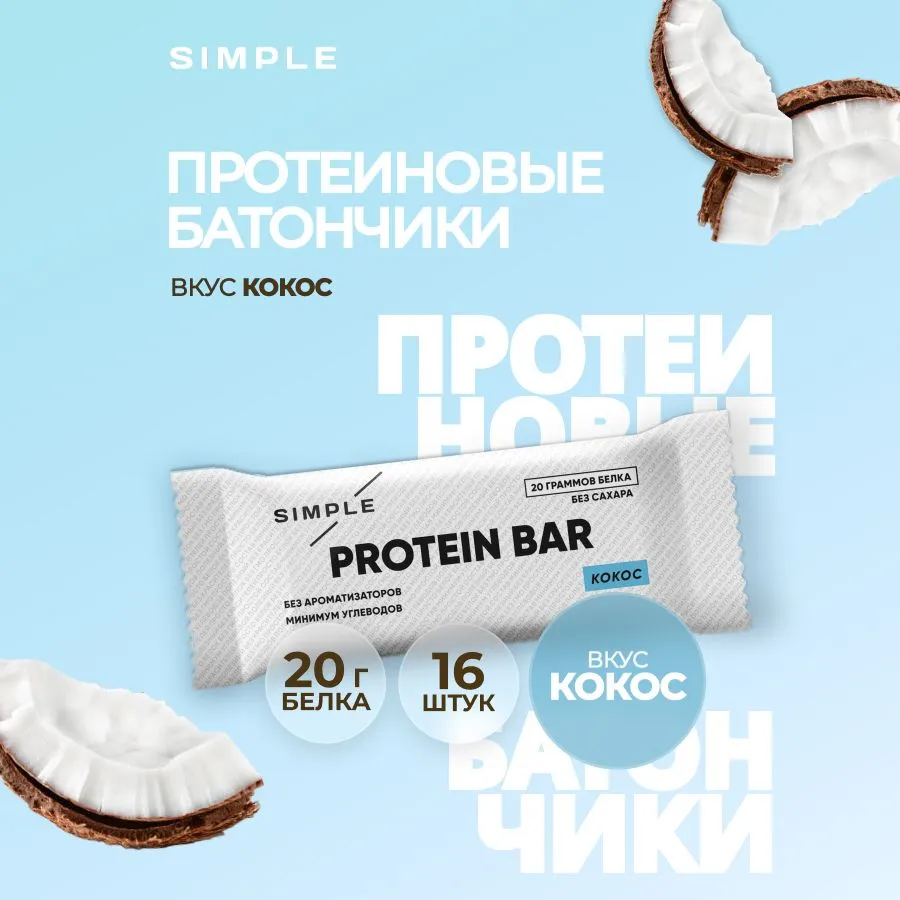 SIMPLE
ПРОТЕИНОВЫЕ
БАТОНЧИКИ
ВКУС КОКОС
ПРОТЕИ
НОВЫЕ
SIMPLE
20 ГРАММОВ БЕЛКА
БЕЗ САХАРА
PROTEIN BAR
КОКОС
БЕЗ АРОМАТИЗАТОРОВ
МИНИМУМ УГЛЕВОДОВ
20 г
БЕЛКА
16
ШТУК
ВКУС
КОКОС
БАТОН
ЧИКИ